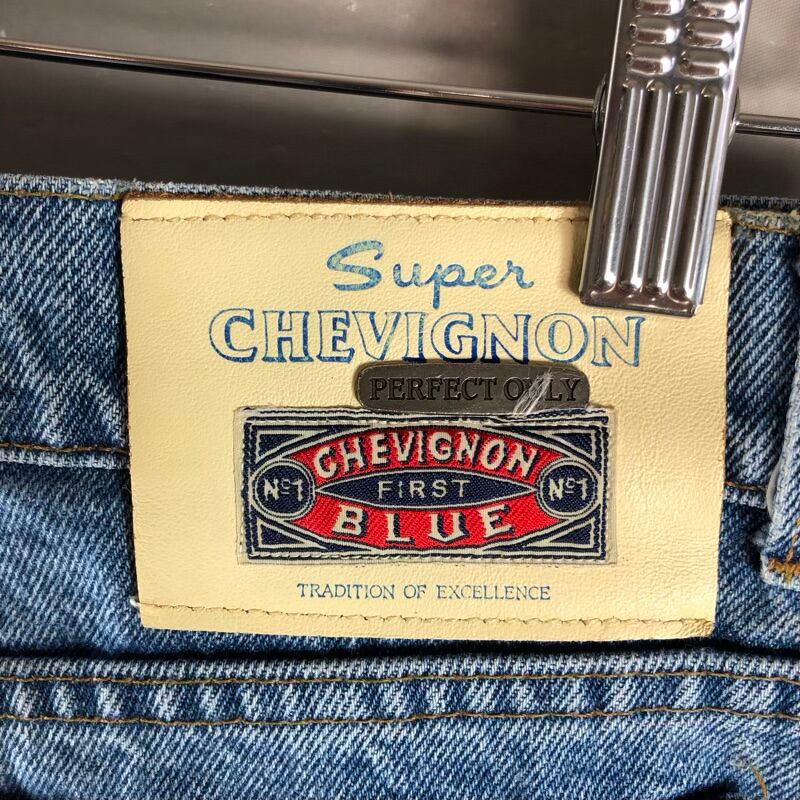 Super
CHEVIGNON
PERFECT ONLY
CHEVIGNON
Nº1 FIRST Nº1
BLUE
TRADITION OF EXCELLENCE